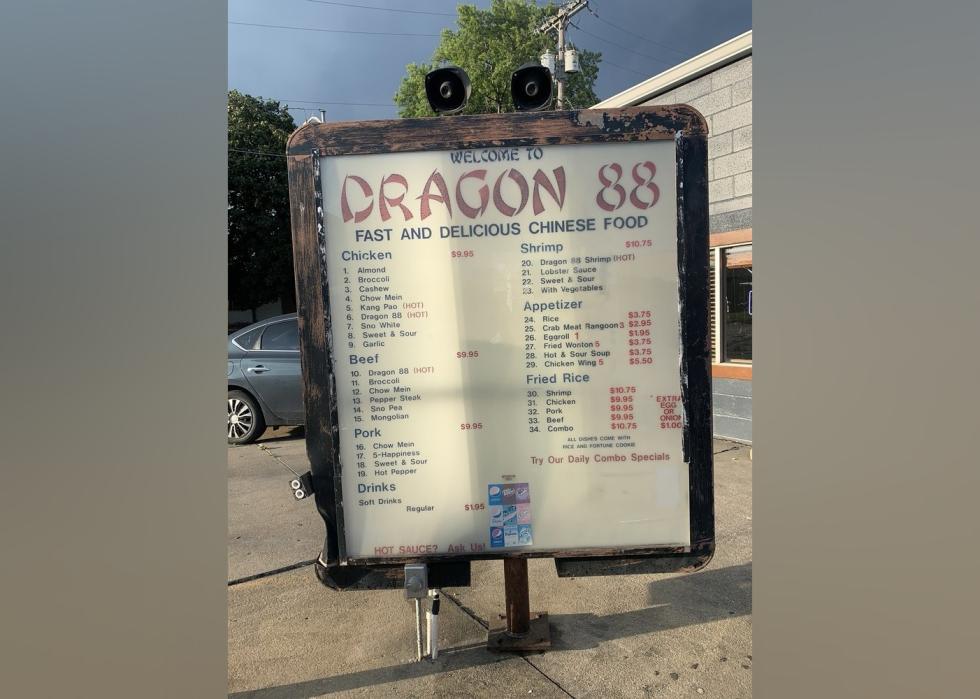 WELCOME TO
DRAGON 88
FAST AND DELICIOUS CHINESE FOOD
Chicken $9.95
1. Almond
2. Broccoli
3. Cashew
4. Chow Mein
5. Kang Pao (HOT)
6. Dragon 88 (HOT)
7. Sno White
8. Sweet & Sour
9. Garlic
Beef $9.95
10. Dragon 88 (HOT)
11. Broccoli
12. Chow Mein
13. Pepper Steak
14. Sno Pea
15. Mongolian
Pork $9.95
16. Chow Mein
17. 5-Happiness
18. Sweet & Sour
19. Hot Pepper
Drinks
Soft Drinks
Regular $1.95
HOT SAUCE? Ask Us!
Shrimp $10.75
20. Dragon 88 Shrimp (HOT)
21. Lobster Sauce
22. Sweet & Sour
23. With Vegetables
Appetizer
24. Rice $3.75
25. Crab Meat Rangoon 3 $2.95
26. Eggroll 1 $1.95
27. Fried Wonton 5 $3.75
28. Hot & Sour Soup $3.75
29. Chicken Wing 5 $5.50
Fried Rice
30. Shrimp $10.75
31. Chicken $9.95
32. Pork $9.95
33. Beef $9.95
34. Combo $10.75
* EXTRA
EGG
OR
ONION
$1.00
ALL DISHES COME WITH
RICE AND FORTUNE COOKIE
Try Our Daily Combo Specials